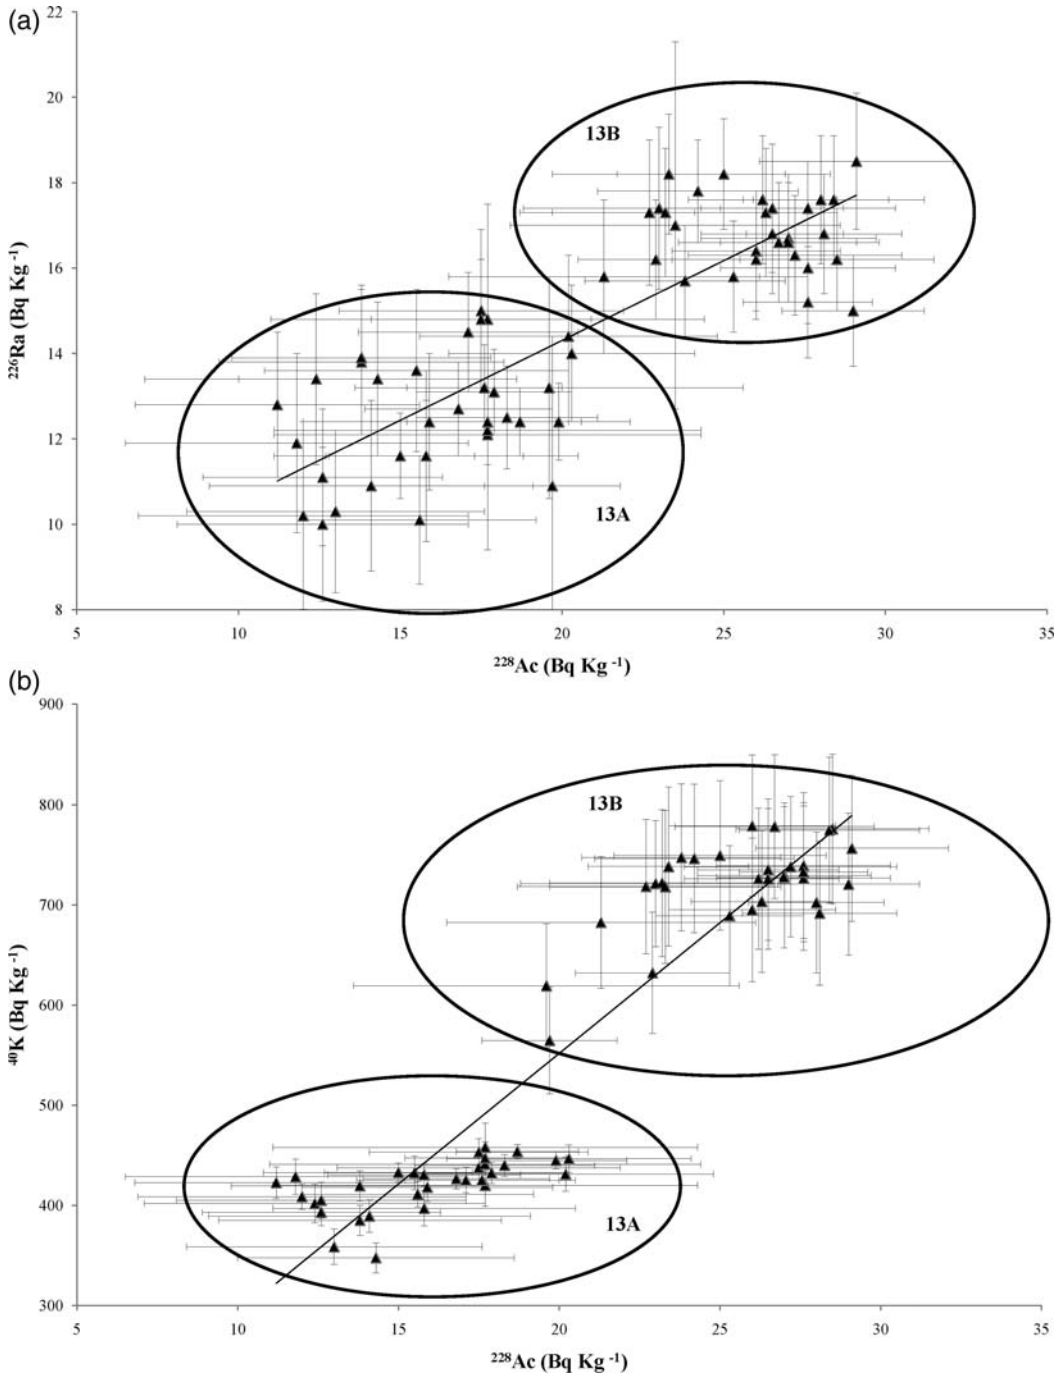 (a)
22
20
18
16
14
12
10
8
²²⁶Ra (Bq Kg⁻¹)
13B
13A
5 10 15 20 25 30 35
²²⁸Ac (Bq Kg ⁻¹)
(b)
900
800
700
600
500
400
300
⁴⁰K (Bq Kg⁻¹)
13B
13A
5 10 15 20 25 30 35
²²⁸Ac (Bq Kg ⁻¹)